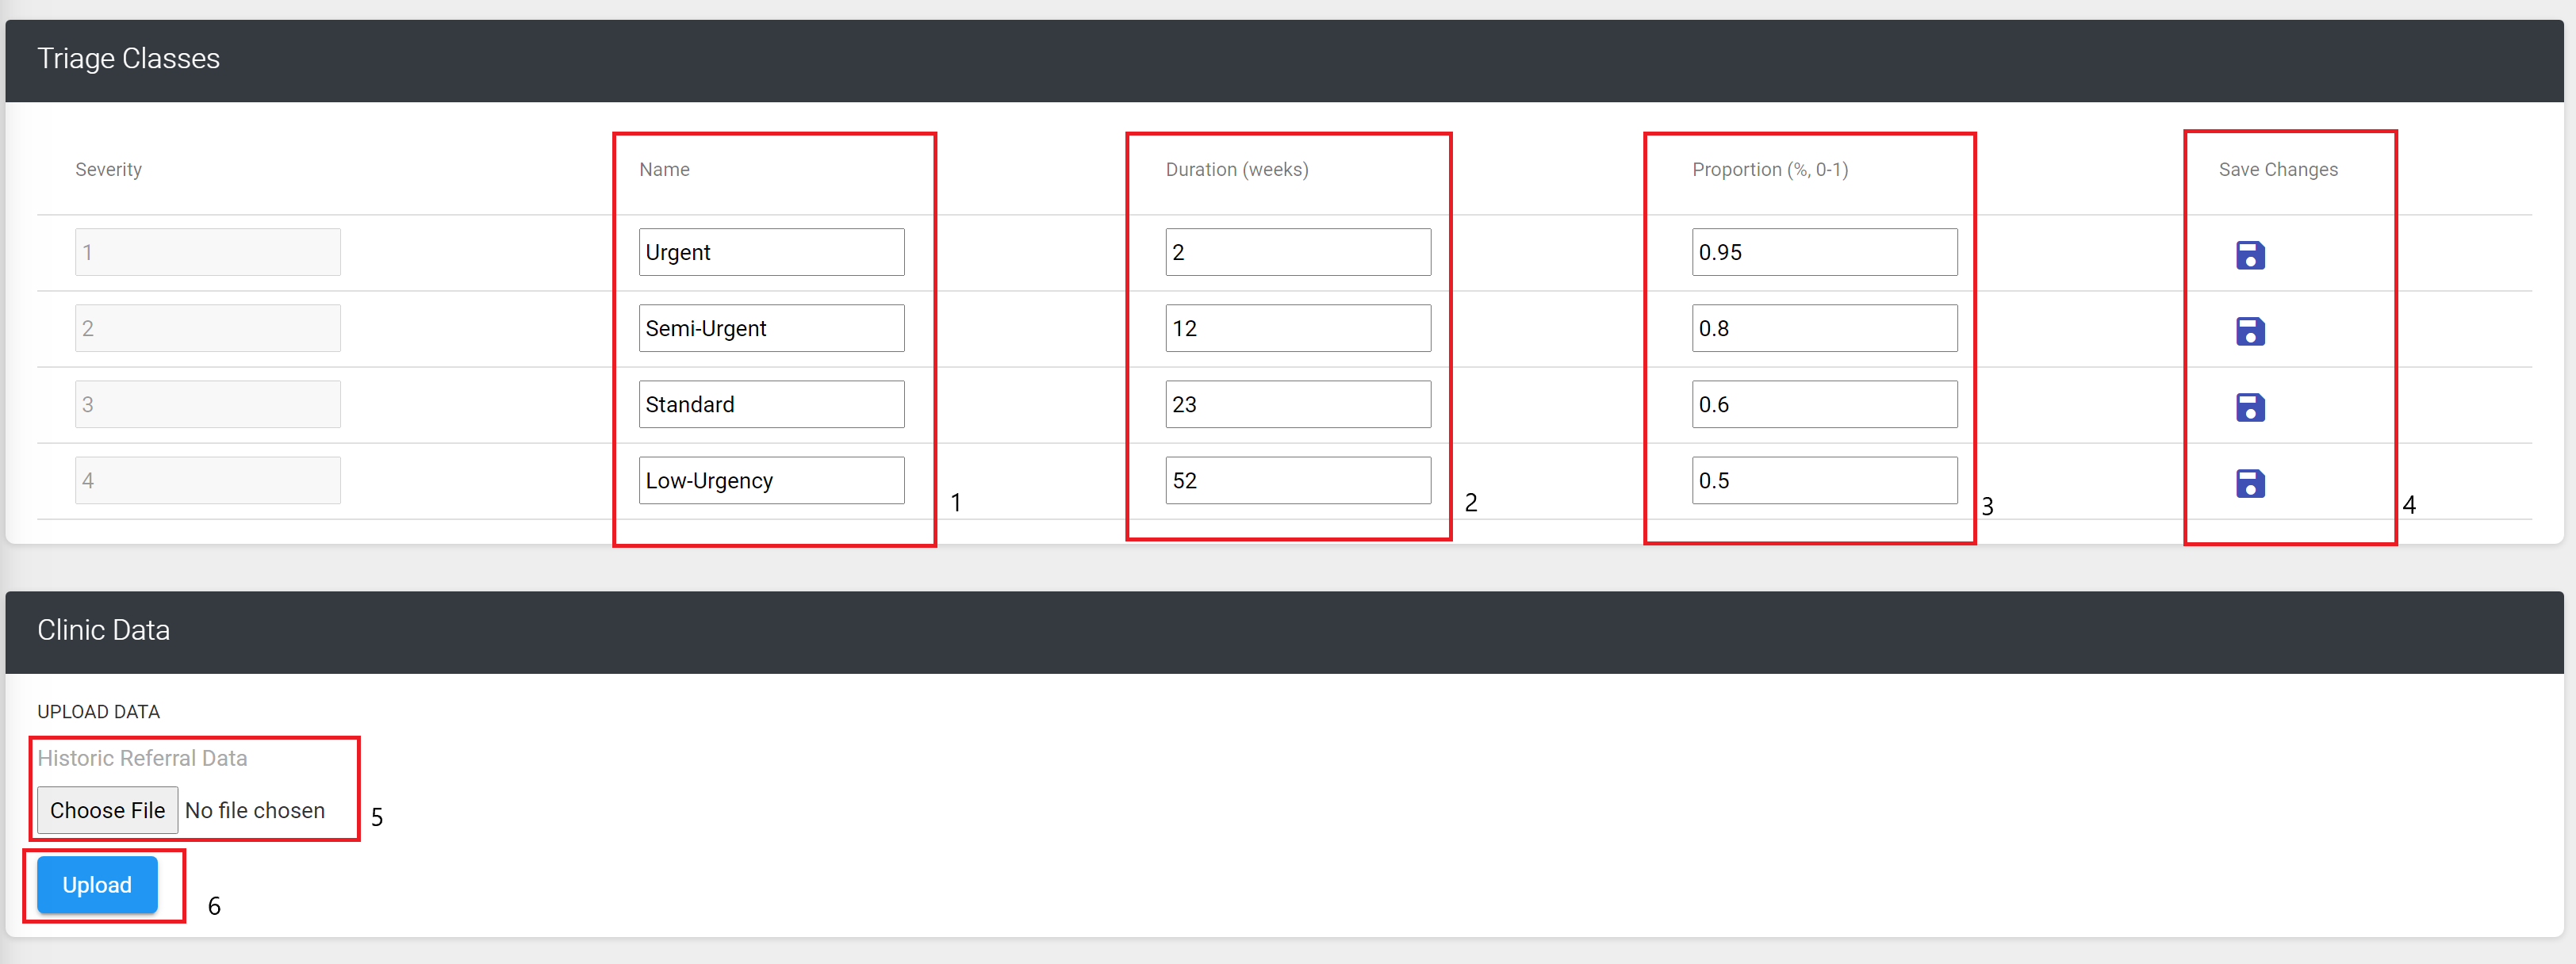 Triage Classes
Severity Name Duration (weeks) Proportion (%, 0-1) Save Changes
1 Urgent 2 0.95
2 Semi-Urgent 12 0.8
3 Standard 23 0.6
4 Low-Urgency 52 0.5
1 2 3 4
Clinic Data
UPLOAD DATA
Historic Referral Data
Choose File No file chosen 5
Upload 6